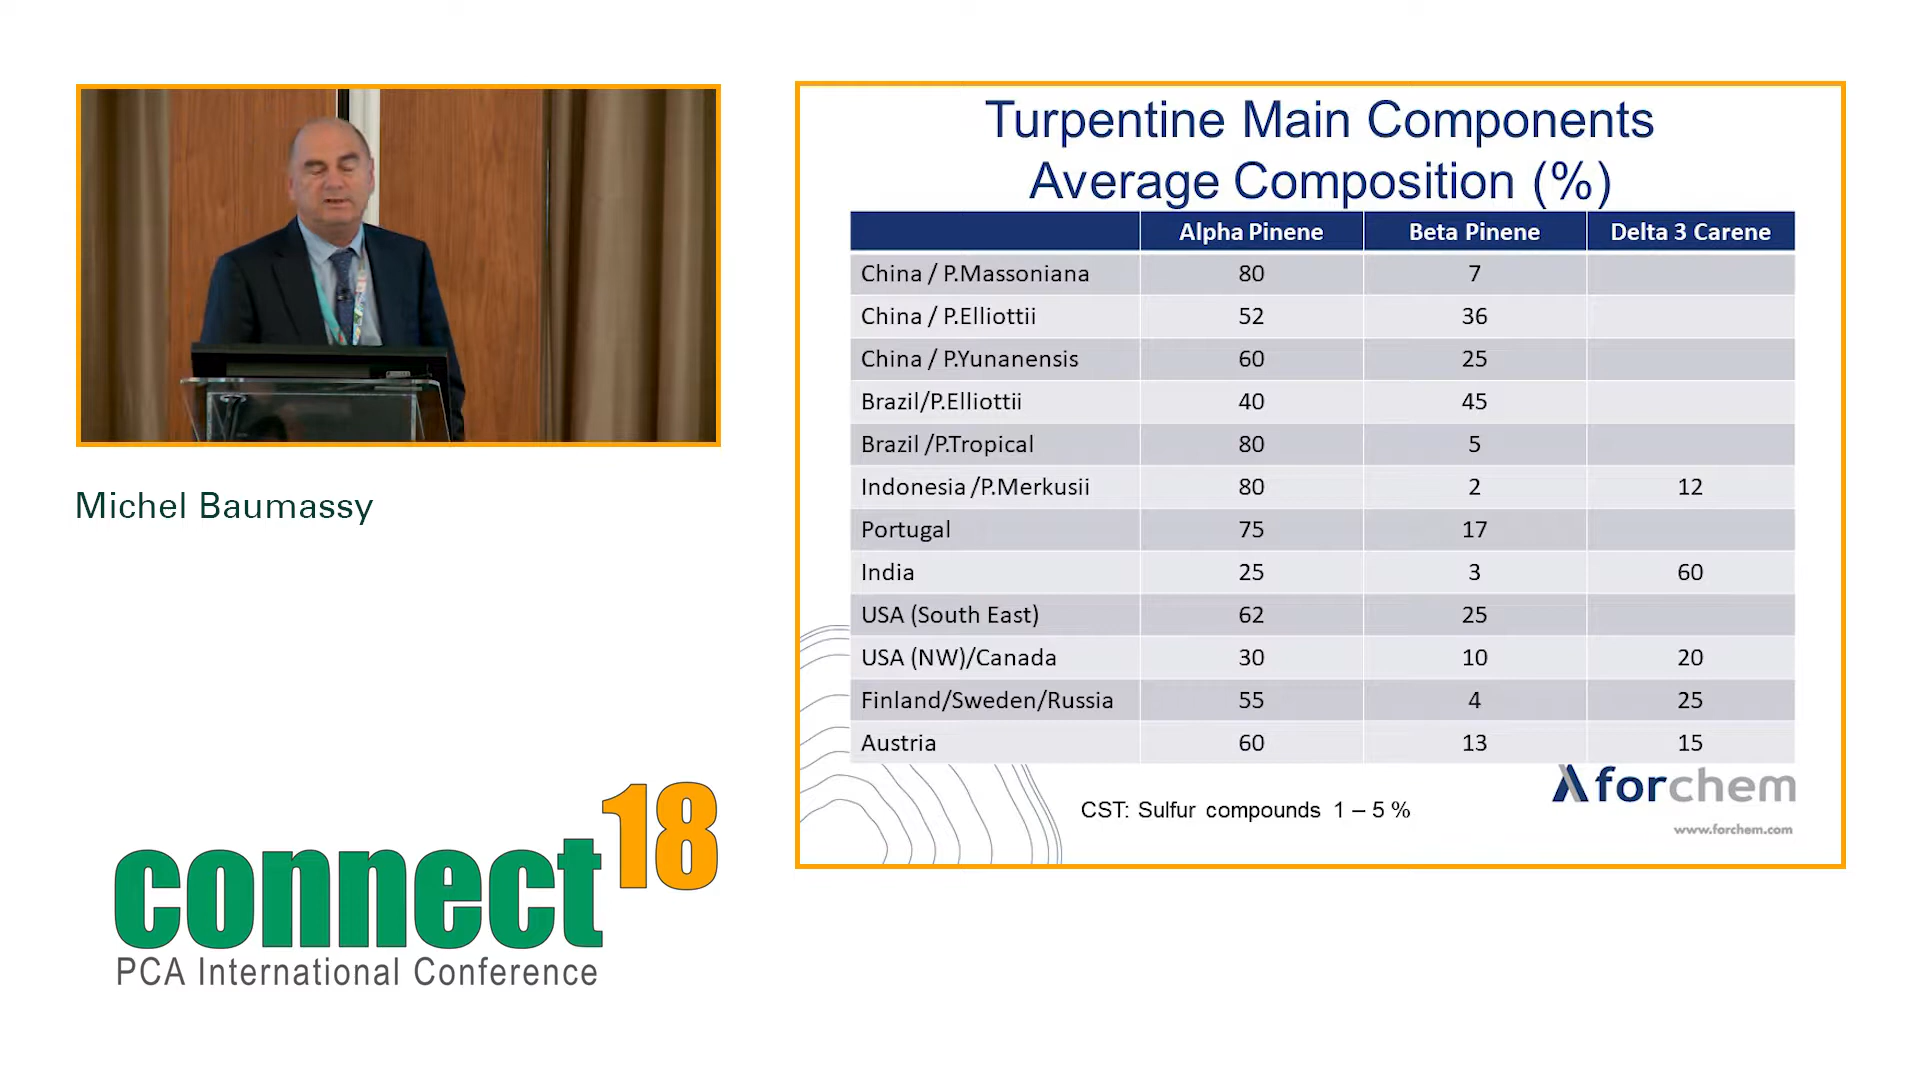 Michel Baumassy
connect18
PCA International Conference
Turpentine Main Components
Average Composition (%)
Alpha Pinene Beta Pinene Delta 3 Carene
China / P.Massoniana 80 7
China / P.Elliottii 52 36
China / P.Yunanensis 60 25
Brazil/P.Elliottii 40 45
Brazil /P.Tropical 80 5
Indonesia /P.Merkusii 80 2 12
Portugal 75 17
India 25 3 60
USA (South East) 62 25
USA (NW)/Canada 30 10 20
Finland/Sweden/Russia 55 4 25
Austria 60 13 15
CST: Sulfur compounds 1 – 5 %
forchem
www.forchem.com